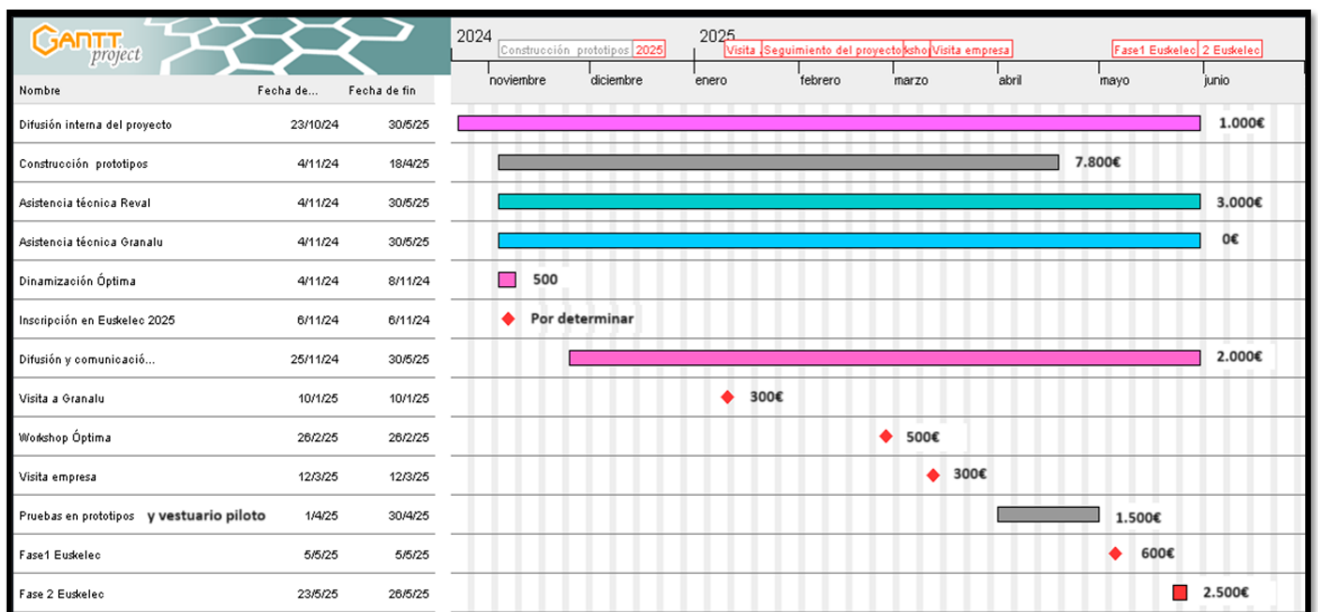 GANTT
project
2024
2025
Construcción prototipos 2025 Visita Seguimiento del proyecto kshop Visita empresa Fase1 Euskelec 2 Euskelec
noviembre diciembre enero febrero marzo abril mayo junio
Nombre Fecha de... Fecha de fin
Difusión interna del proyecto 23/10/24 30/5/25 1.000€
Construcción prototipos 4/11/24 18/4/25 7.800€
Asistencia técnica Reval 4/11/24 30/5/25 3.000€
Asistencia técnica Granalu 4/11/24 30/5/25 0€
Dinamización Óptima 4/11/24 8/11/24 500
Inscripción en Euskelec 2025 6/11/24 6/11/24 Por determinar
Difusión y comunicació... 25/11/24 30/5/25 2.000€
Visita a Granalu 10/1/25 10/1/25 300€
Workshop Óptima 26/2/25 26/2/25 500€
Visita empresa 12/3/25 12/3/25 300€
Pruebas en prototipos y vestuario piloto 1/4/25 30/4/25 1.500€
Fase1 Euskelec 5/5/25 5/5/25 600€
Fase 2 Euskelec 23/5/25 26/5/25 2.500€